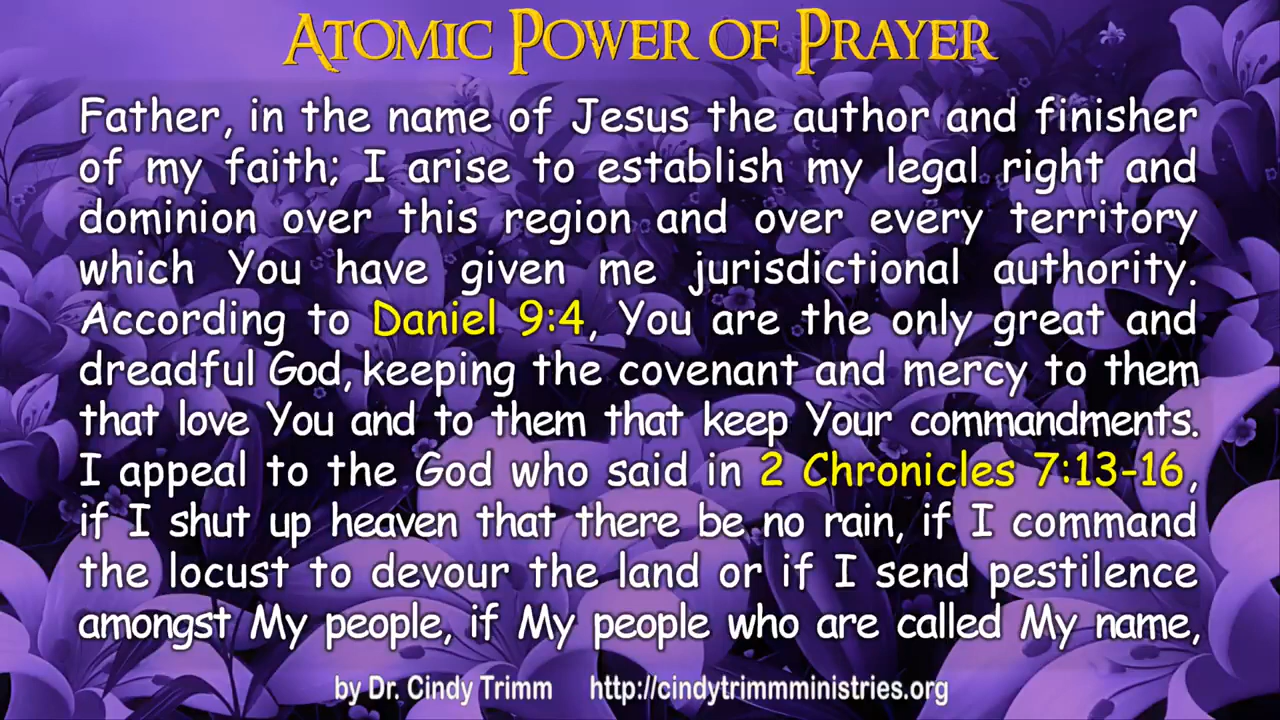 Atomic Power of Prayer
Father, in the name of Jesus the author and finisher
of my faith; I arise to establish my legal right and
dominion over this region and over every territory
which You have given me jurisdictional authority.
According to Daniel 9:4, You are the only great and
dreadful God, keeping the covenant and mercy to them
that love You and to them that keep Your commandments.
I appeal to the God who said in 2 Chronicles 7:13-16,
if I shut up heaven that there be no rain, if I command
the locust to devour the land or if I send pestilence
amongst My people, if My people who are called My name,
by Dr. Cindy Trimm http://cindytrimmministries.org